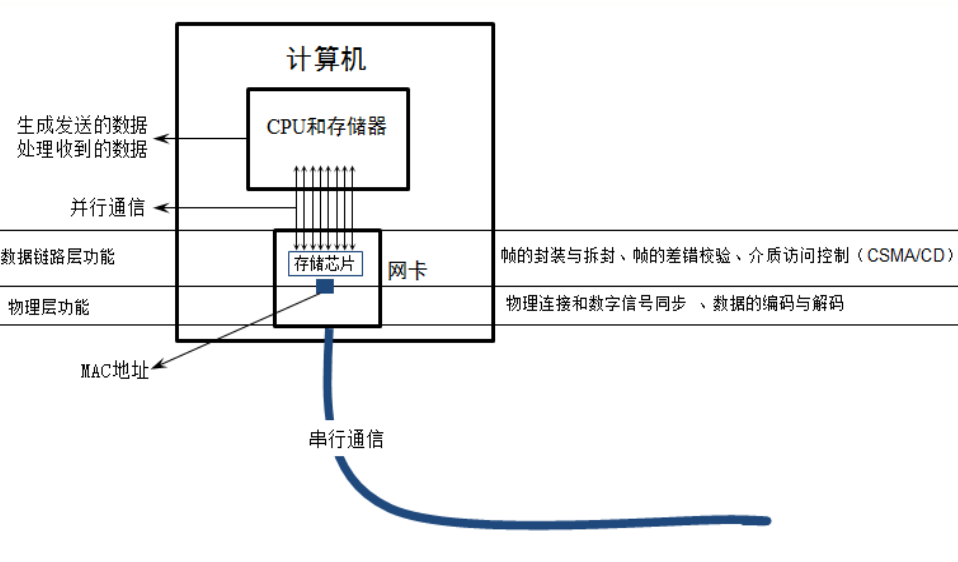 计算机
CPU和存储器
生成发送的数据
处理收到的数据
并行通信
数据链路层功能
存储芯片
网卡
帧的封装与拆封、帧的差错校验、介质访问控制（CSMA/CD）
物理层功能
物理连接和数字信号同步 、数据的编码与解码
MAC地址
串行通信